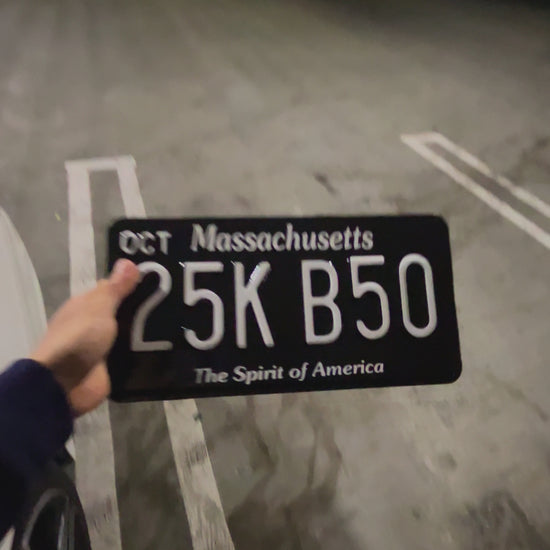 OCT Massachusetts
25K B50
The Spirit of America